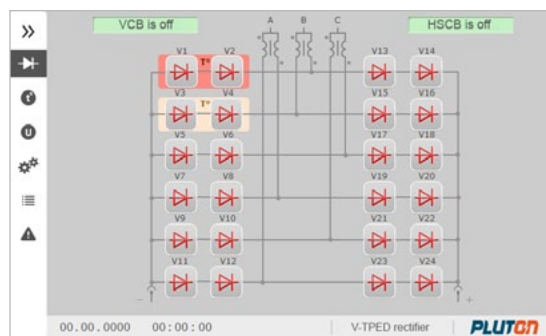 VCB is off
A B C
HSCB is off
V1 V2 V13 V14
T°
V3 V4 V15 V16
T°
V5 V6 V17 V18
V7 V8 V19 V20
V9 V10 V21 V22
V11 V12 V23 V24
- +
00.00.0000 00:00:00 V-TPED rectifier PLUTON